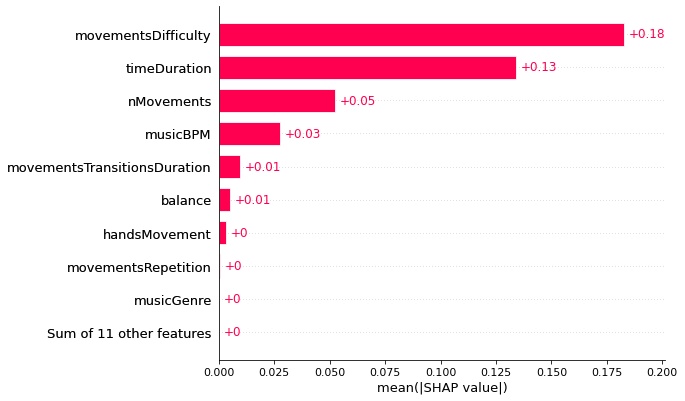 movementsDifficulty +0.18
timeDuration +0.13
nMovements +0.05
musicBPM +0.03
movementsTransitionsDuration +0.01
balance +0.01
handsMovement +0
movementsRepetition +0
musicGenre +0
Sum of 11 other features +0
0.000 0.025 0.050 0.075 0.100 0.125 0.150 0.175 0.200
mean(|SHAP value|)